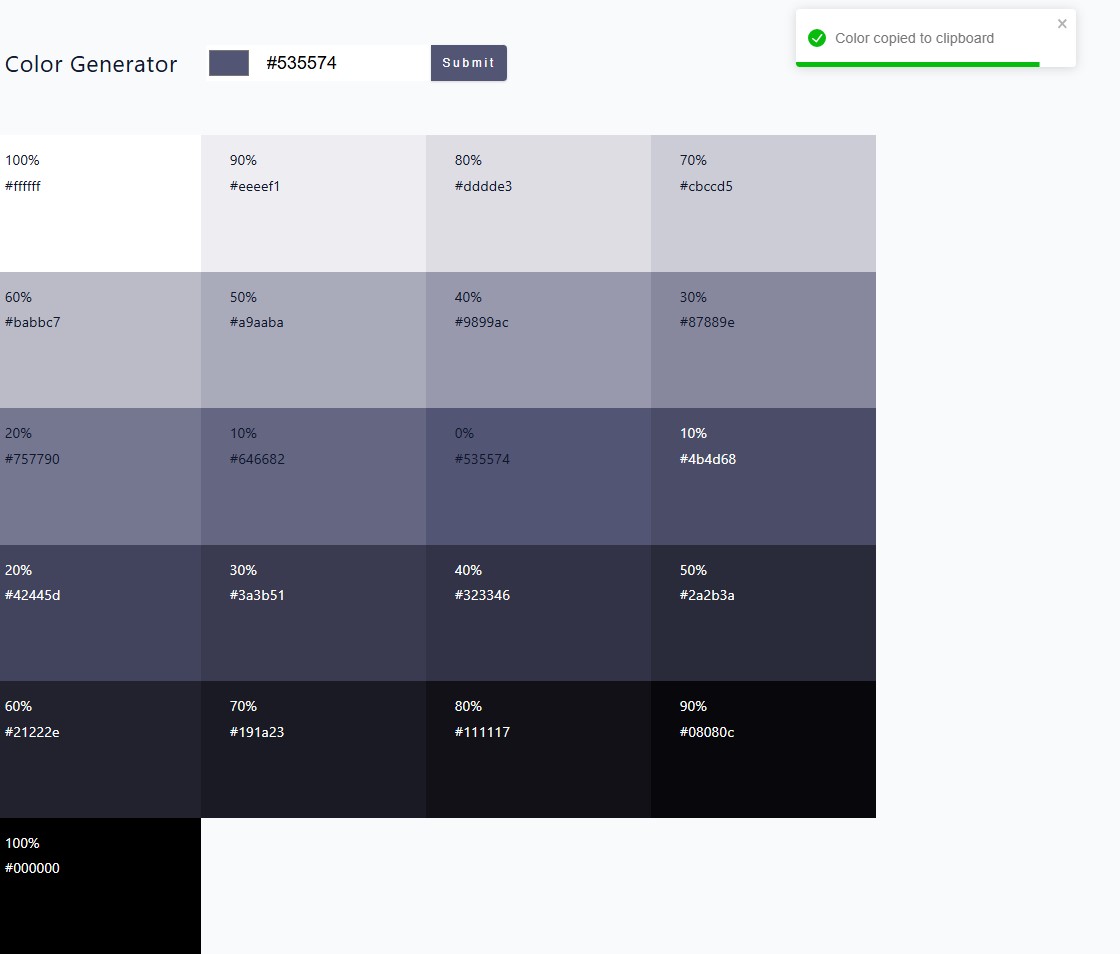 Color Generator
#535574
Submit
Color copied to clipboard
100%
#ffffff
90%
#eeeef1
80%
#dddde3
70%
#cbccd5
60%
#babbc7
50%
#a9aaba
40%
#9899ac
30%
#87889e
20%
#757790
10%
#646682
0%
#535574
10%
#4b4d68
20%
#42445d
30%
#3a3b51
40%
#323346
50%
#2a2b3a
60%
#21222e
70%
#191a23
80%
#111117
90%
#08080c
100%
#000000